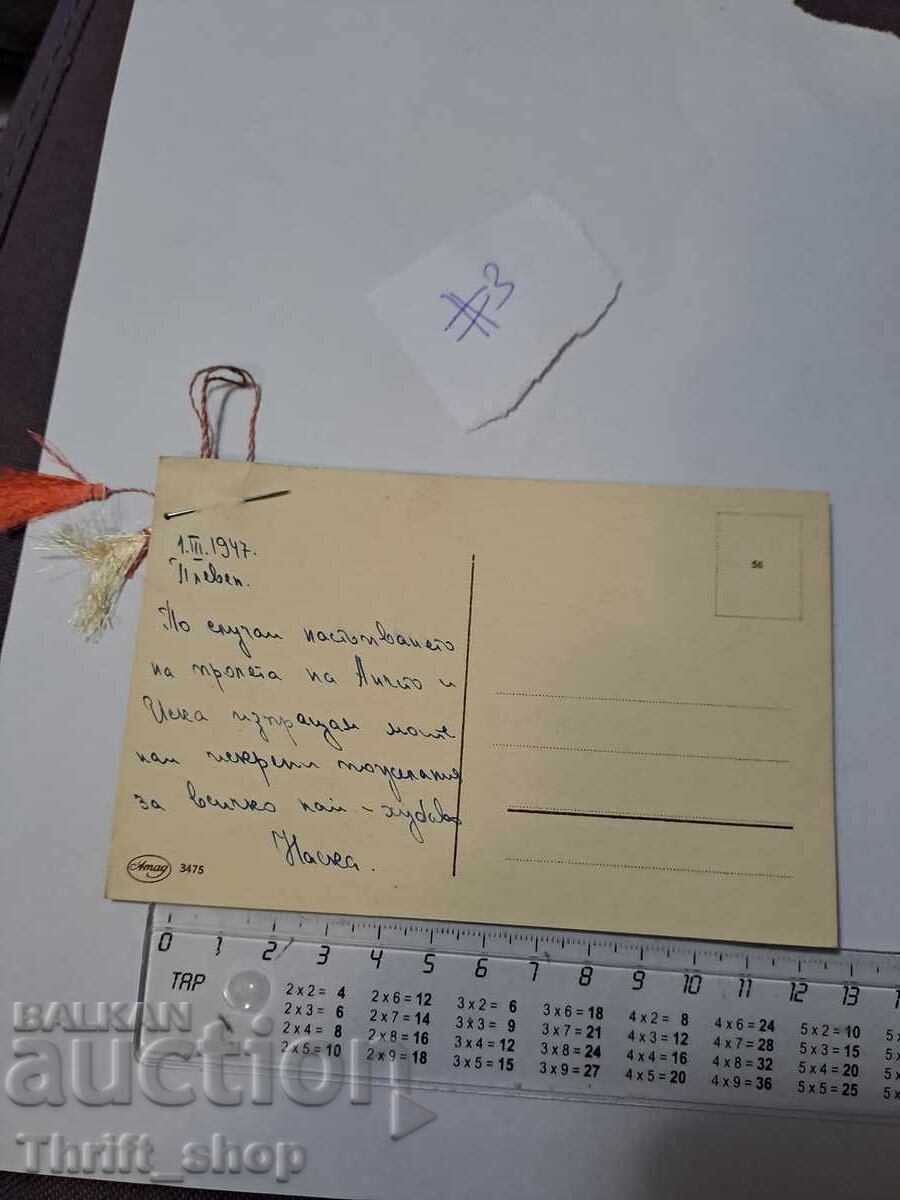 #3
1.III.1947.
Плевен.
56
По случай настъпването
на пролета на Анчето и
Иска изпращам моите
най искрени пожелания
за всичко най-хубаво
Наска.
Amag 3475
0 1 2 3 4 5 6 7 8 9 10 11 12 13
TAP
2 x 2 = 4 2 x 6 = 12 3 x 2 = 6 3 x 6 = 18 4 x 2 = 8 4 x 6 = 24 5 x 2 = 10
2 x 3 = 6 2 x 7 = 14 3 x 3 = 9 3 x 7 = 21 4 x 3 = 12 4 x 7 = 28 5 x 3 = 15
2 x 4 = 8 2 x 8 = 16 3 x 4 = 12 3 x 8 = 24 4 x 4 = 16 4 x 8 = 32 5 x 4 = 20
2 x 5 = 10 2 x 9 = 18 3 x 5 = 15 3 x 9 = 27 4 x 5 = 20 4 x 9 = 36 5 x 5 = 25
BALKAN
auction
Thrift_shop